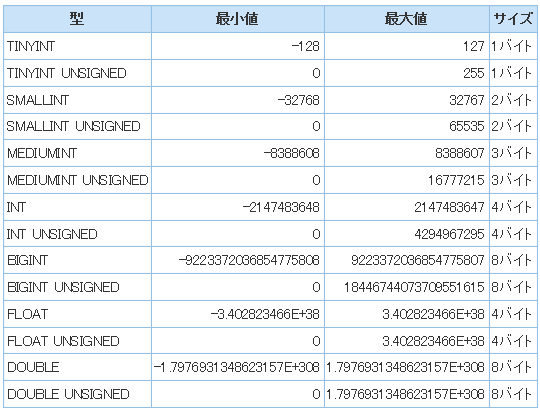 型 最小値 最大値 サイズ
TINYINT -128 127 1バイト
TINYINT UNSIGNED 0 255 1バイト
SMALLINT -32768 32767 2バイト
SMALLINT UNSIGNED 0 65535 2バイト
MEDIUMINT -8388608 8388607 3バイト
MEDIUMINT UNSIGNED 0 16777215 3バイト
INT -2147483648 2147483647 4バイト
INT UNSIGNED 0 4294967295 4バイト
BIGINT -9223372036854775808 9223372036854775807 8バイト
BIGINT UNSIGNED 0 18446744073709551615 8バイト
FLOAT -3.402823466E+38 3.402823466E+38 4バイト
FLOAT UNSIGNED 0 3.402823466E+38 4バイト
DOUBLE -1.7976931348623157E+308 1.7976931348623157E+308 8バイト
DOUBLE UNSIGNED 0 1.7976931348623157E+308 8バイト